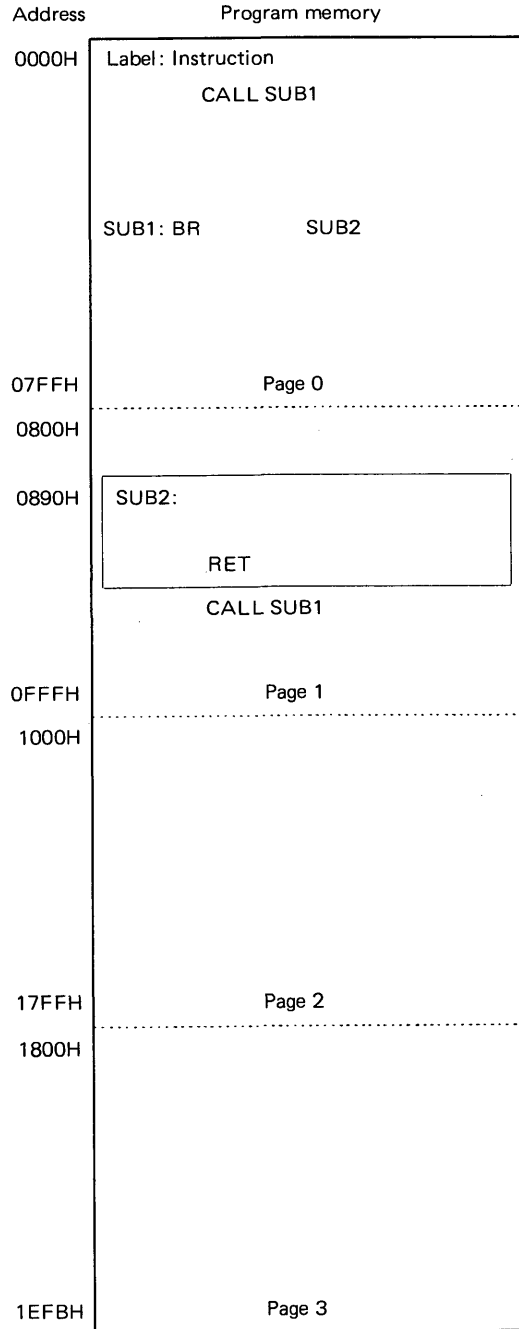 Address Program memory
0000H Label: Instruction
CALL SUB1
SUB1: BR SUB2
07FFH Page 0
0800H
0890H SUB2:
RET
CALL SUB1
0FFFH Page 1
1000H
17FFH Page 2
1800H
1EFBH Page 3